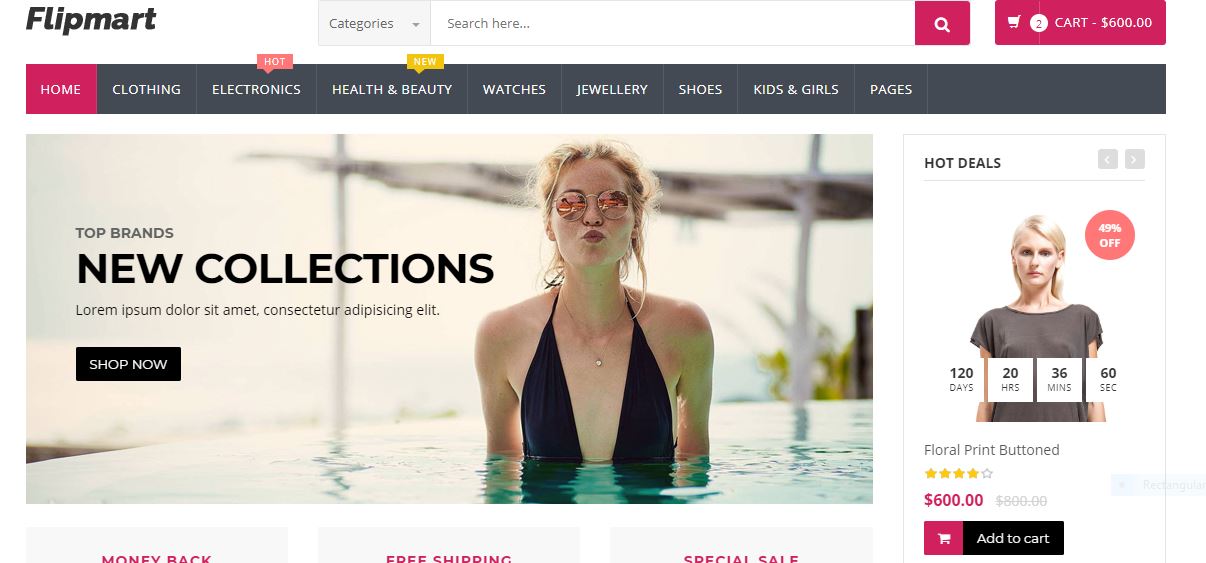 Flipmart
Categories
Search here...
2
CART - $600.00
HOT
NEW
HOME
CLOTHING
ELECTRONICS
HEALTH & BEAUTY
WATCHES
JEWELLERY
SHOES
KIDS & GIRLS
PAGES
TOP BRANDS
NEW COLLECTIONS
Lorem ipsum dolor sit amet, consectetur adipisicing elit.
SHOP NOW
HOT DEALS
49%
OFF
120 20 36 60
DAYS HRS MINS SEC
Floral Print Buttoned
$600.00 $800.00
Rectangular
Add to cart
MONEY BACK
FREE SHIPPING
SPECIAL SALE